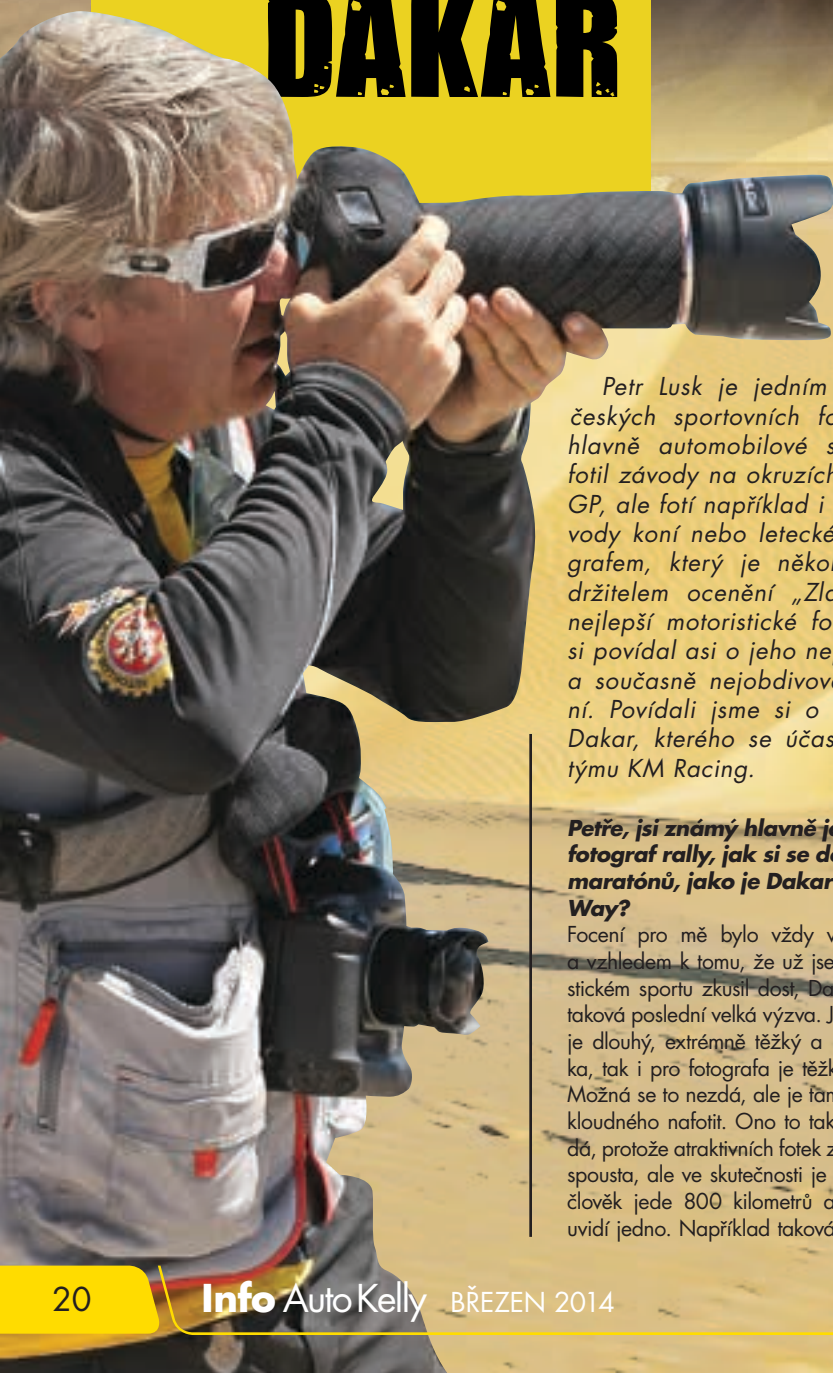 DAKAR
Petr Lusk je jedním
českých sportovních fo
hlavně automobilové s
fotil závody na okruzích
GP, ale fotí například i
vody koní nebo letecké
grafem, který je někol
držitelem ocenění „Zla
nejlepší motoristické fo
si povídal asi o jeho nej
a současně nejobdivova
ní. Povídali jsme si o
Dakar, kterého se účas
týmu KM Racing.
Petře, jsi známý hlavně ja
fotograf rally, jak si se do
maratónů, jako je Dakar
Way?
Focení pro mě bylo vždy v
a vzhledem k tomu, že už jse
stickém sportu zkusil dost, Da
taková poslední velká výzva. J
je dlouhý, extrémně těžký a
ka, tak i pro fotografa je těžk
Možná se to nezdá, ale je tam
kloudného nafotit. Ono to tak
dá, protože atraktivních fotek z
spousta, ale ve skutečnosti je
člověk jede 800 kilometrů a
uvidí jedno. Například taková
20 Info Auto Kelly BŘEZEN 2014